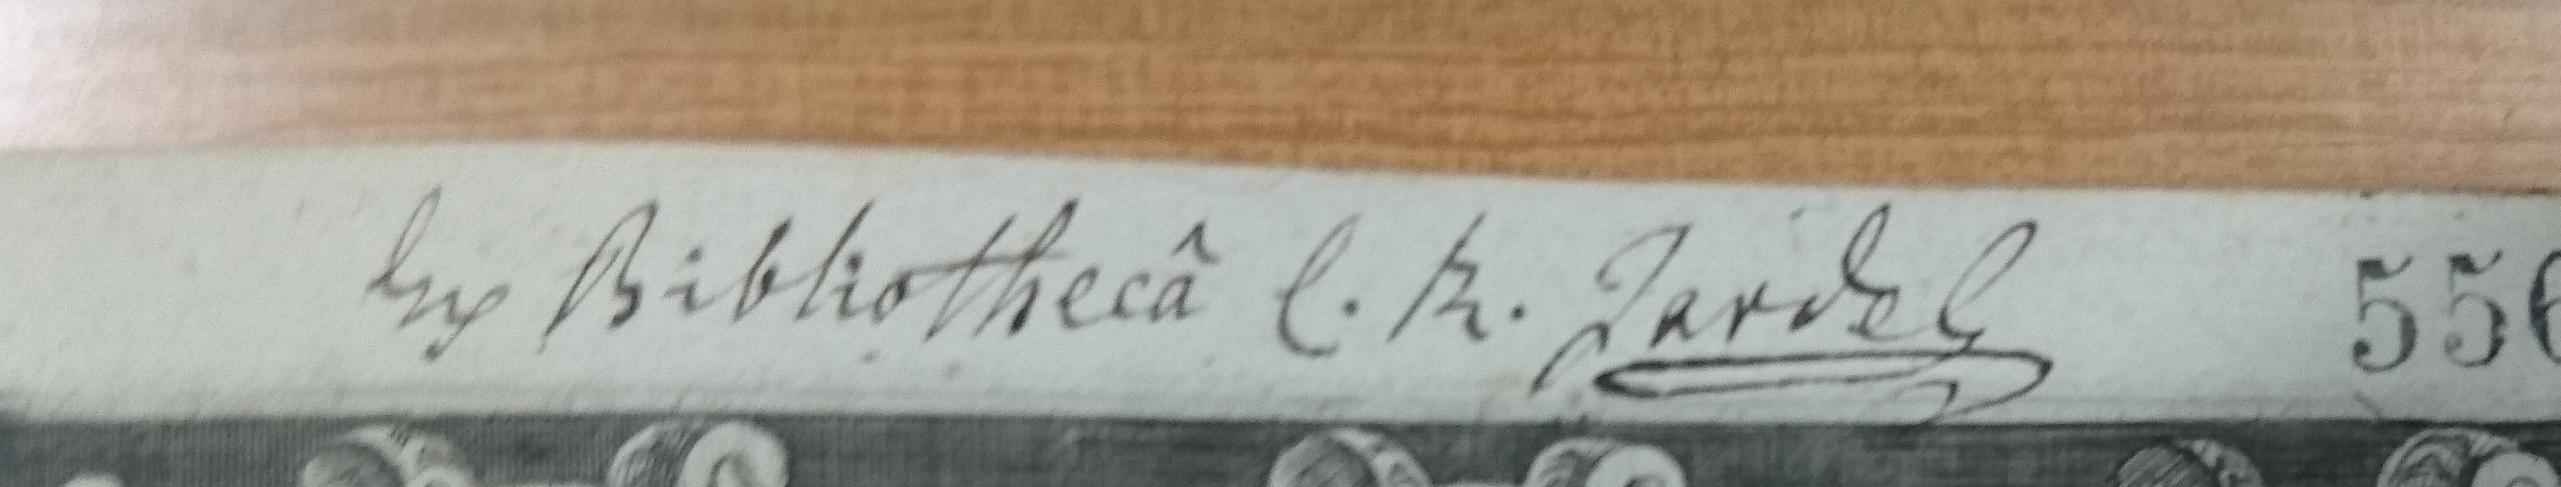 Ex Bibliothecâ C. R. Jardel 556